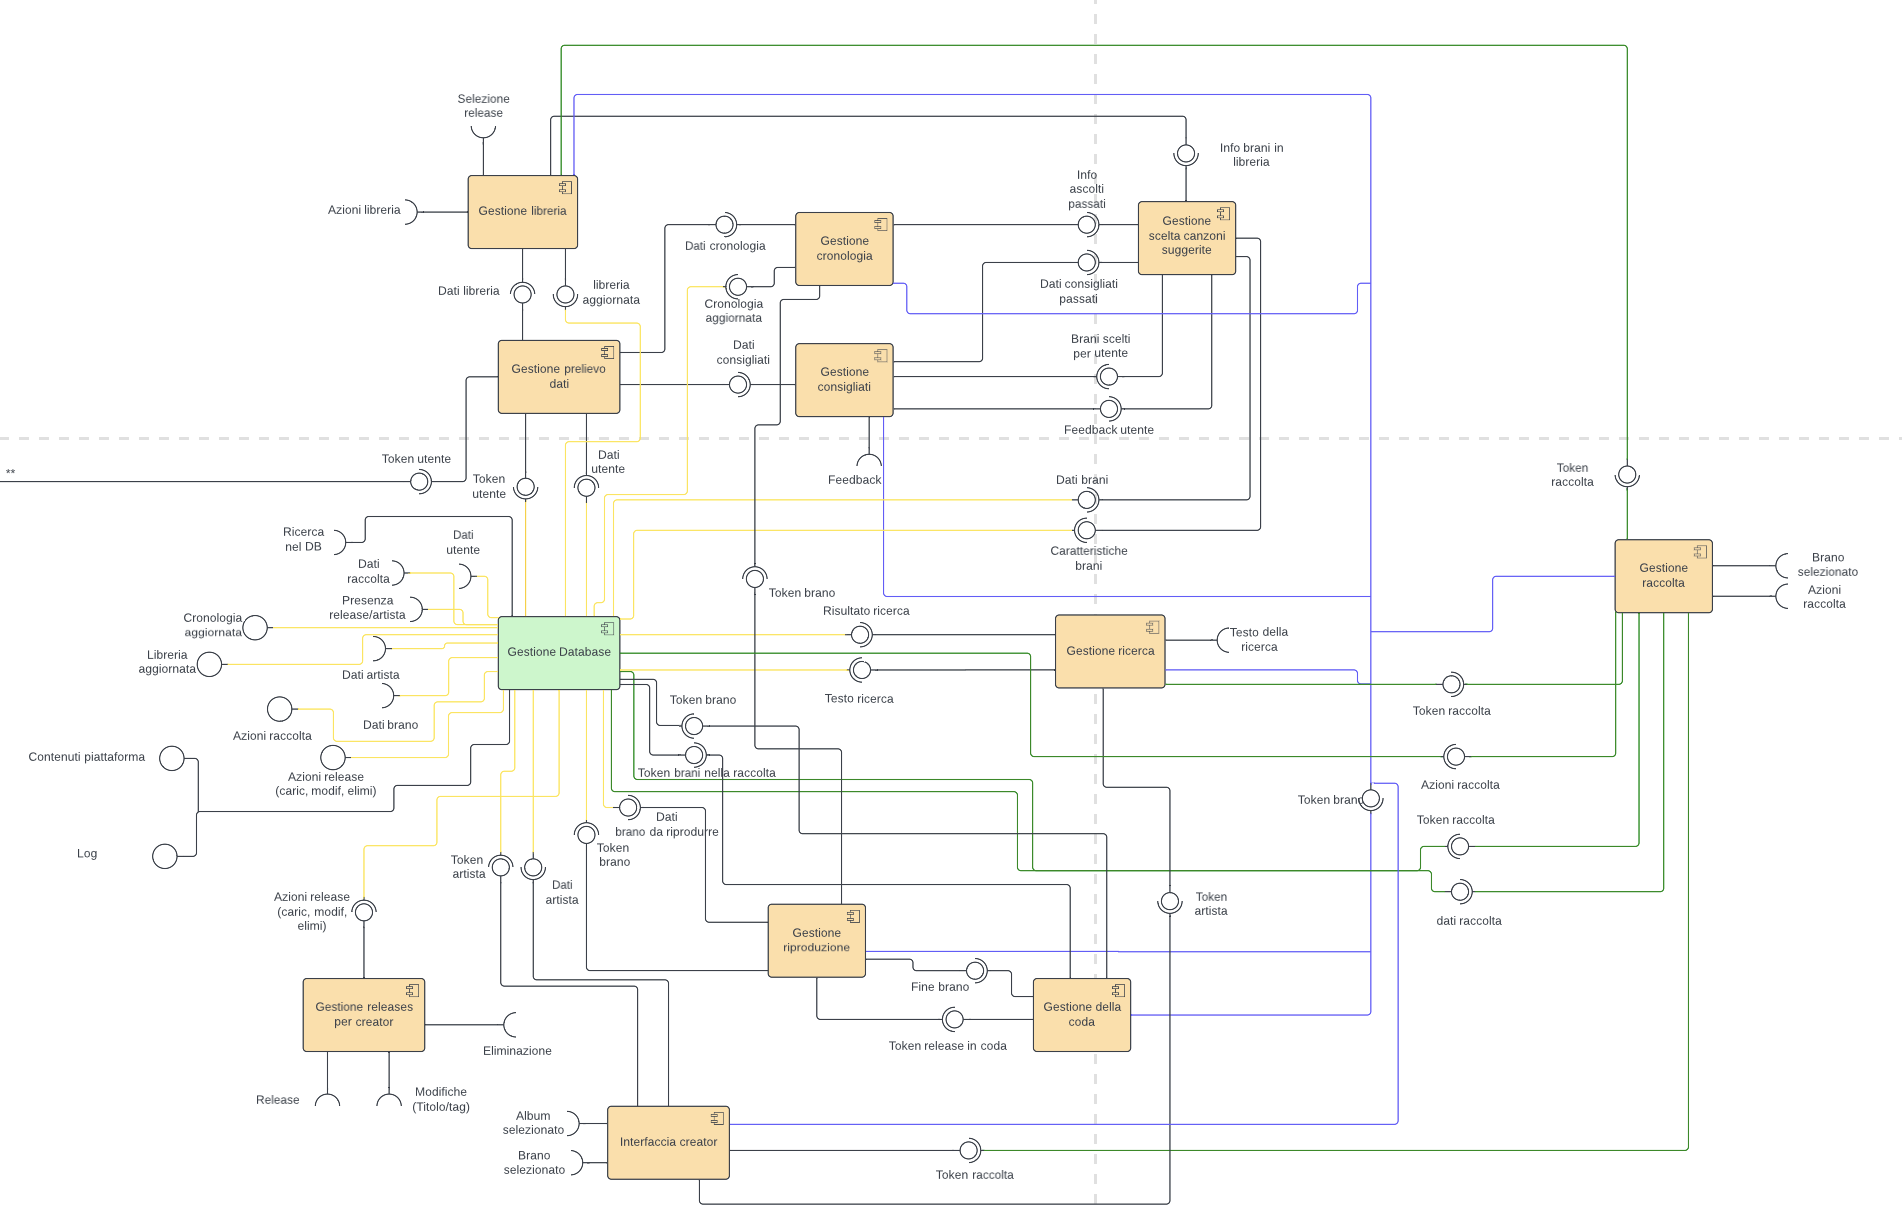 Selezione
release
Info brani in
libreria
Info
ascolti
passati
Azioni libreria
Gestione libreria
Gestione
scelta canzoni
suggerite
Dati cronologia
Gestione
cronologia
Dati libreria
libreria
aggiornata
Cronologia
aggiornata
Dati consigliati
passati
Dati
consigliati
Brani scelti
per utente
Gestione prelievo
dati
Gestione
consigliati
Feedback utente
**
Token utente
Token
utente
Dati
utente
Feedback
Dati brani
Token
raccolta
Ricerca
nel DB
Dati
utente
Caratteristiche
brani
Dati
raccolta
Gestione
raccolta
Brano
selezionato
Azioni
raccolta
Presenza
release/artista
Token brano
Risultato ricerca
Cronologia
aggiornata
Testo della
ricerca
Gestione Database
Gestione ricerca
Libreria
aggiornata
Dati artista
Token brano
Testo ricerca
Token raccolta
Dati brano
Azioni raccolta
Contenuti piattaforma
Token brani nella raccolta
Azioni release
(caric, modif, elimi)
Azioni raccolta
Token brano
Dati
brano da riprodurre
Token raccolta
Log
Token
brano
Token
artista
Dati
artista
Azioni release
(caric, modif,
elimi)
Token
artista
dati raccolta
Gestione
riproduzione
Fine brano
Gestione releases
per creator
Gestione della
coda
Eliminazione
Token release in coda
Release
Modifiche
(Titolo/tag)
Album
selezionato
Interfaccia creator
Brano
selezionato
Token raccolta